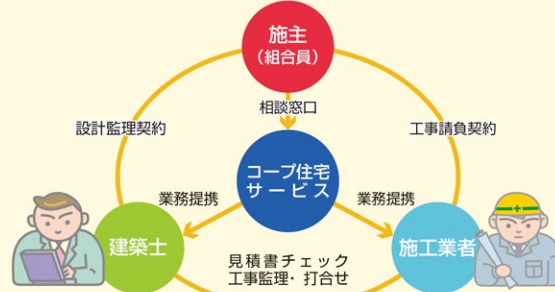 施主
(組合員)
相談窓口
設計監理契約
工事請負契約
コープ住宅
サービス
業務提携
業務提携
建築士
施工業者
見積書チェック
工事監理・打合せ